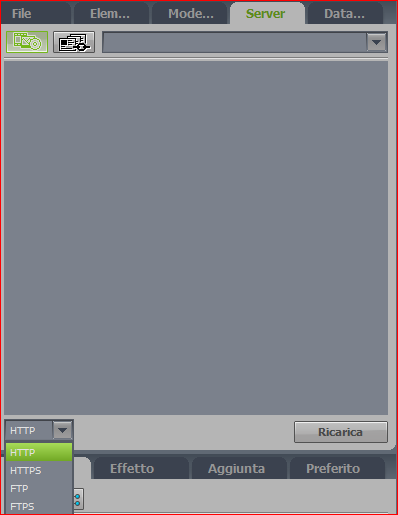 File Elem... Mode... Server Data...
HTTP Ricarica
HTTP
HTTPS
FTP
FTPS
Effetto Aggiunta Preferito